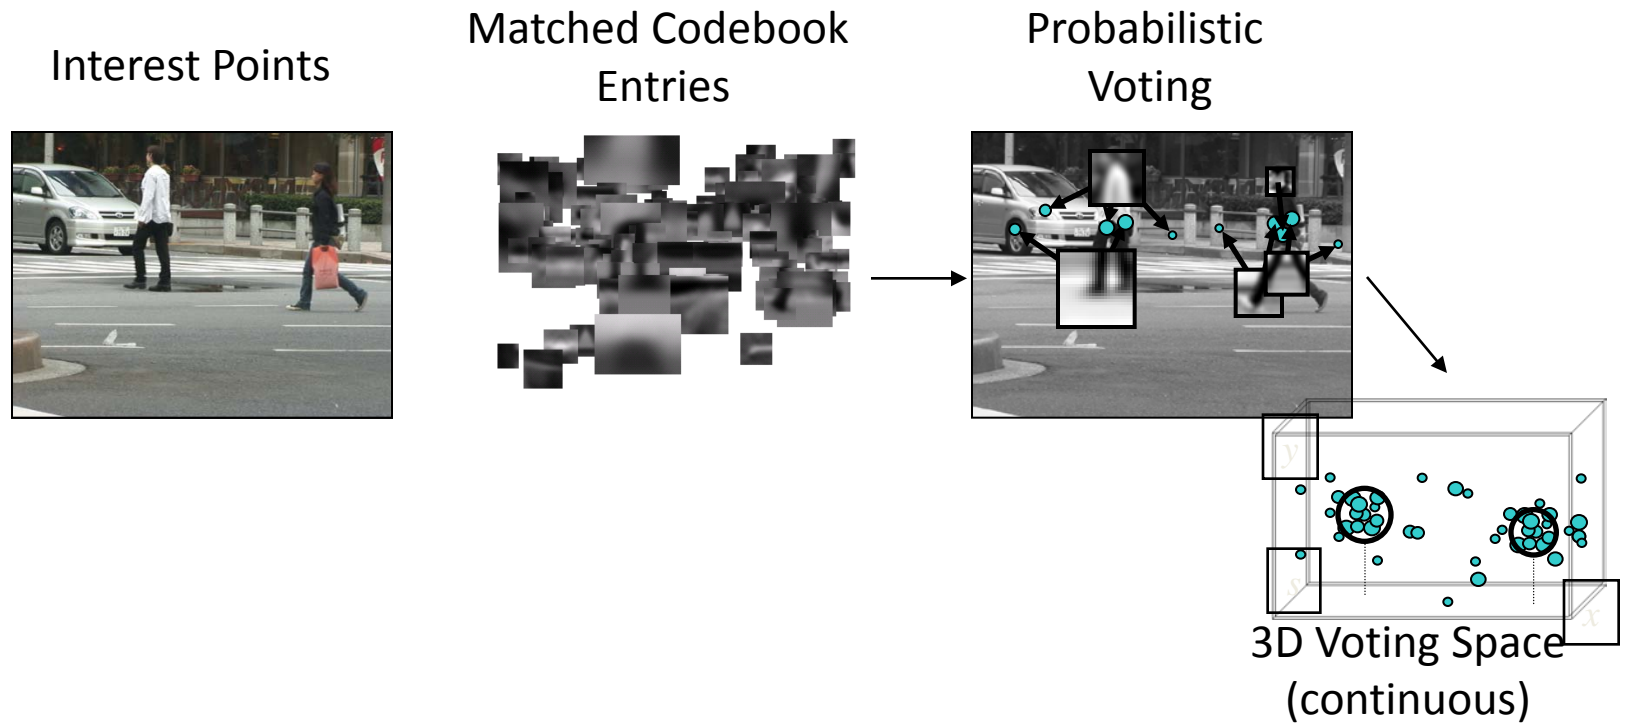 Interest Points
Matched Codebook
Entries
Probabilistic
Voting
y
s
x
3D Voting Space
(continuous)